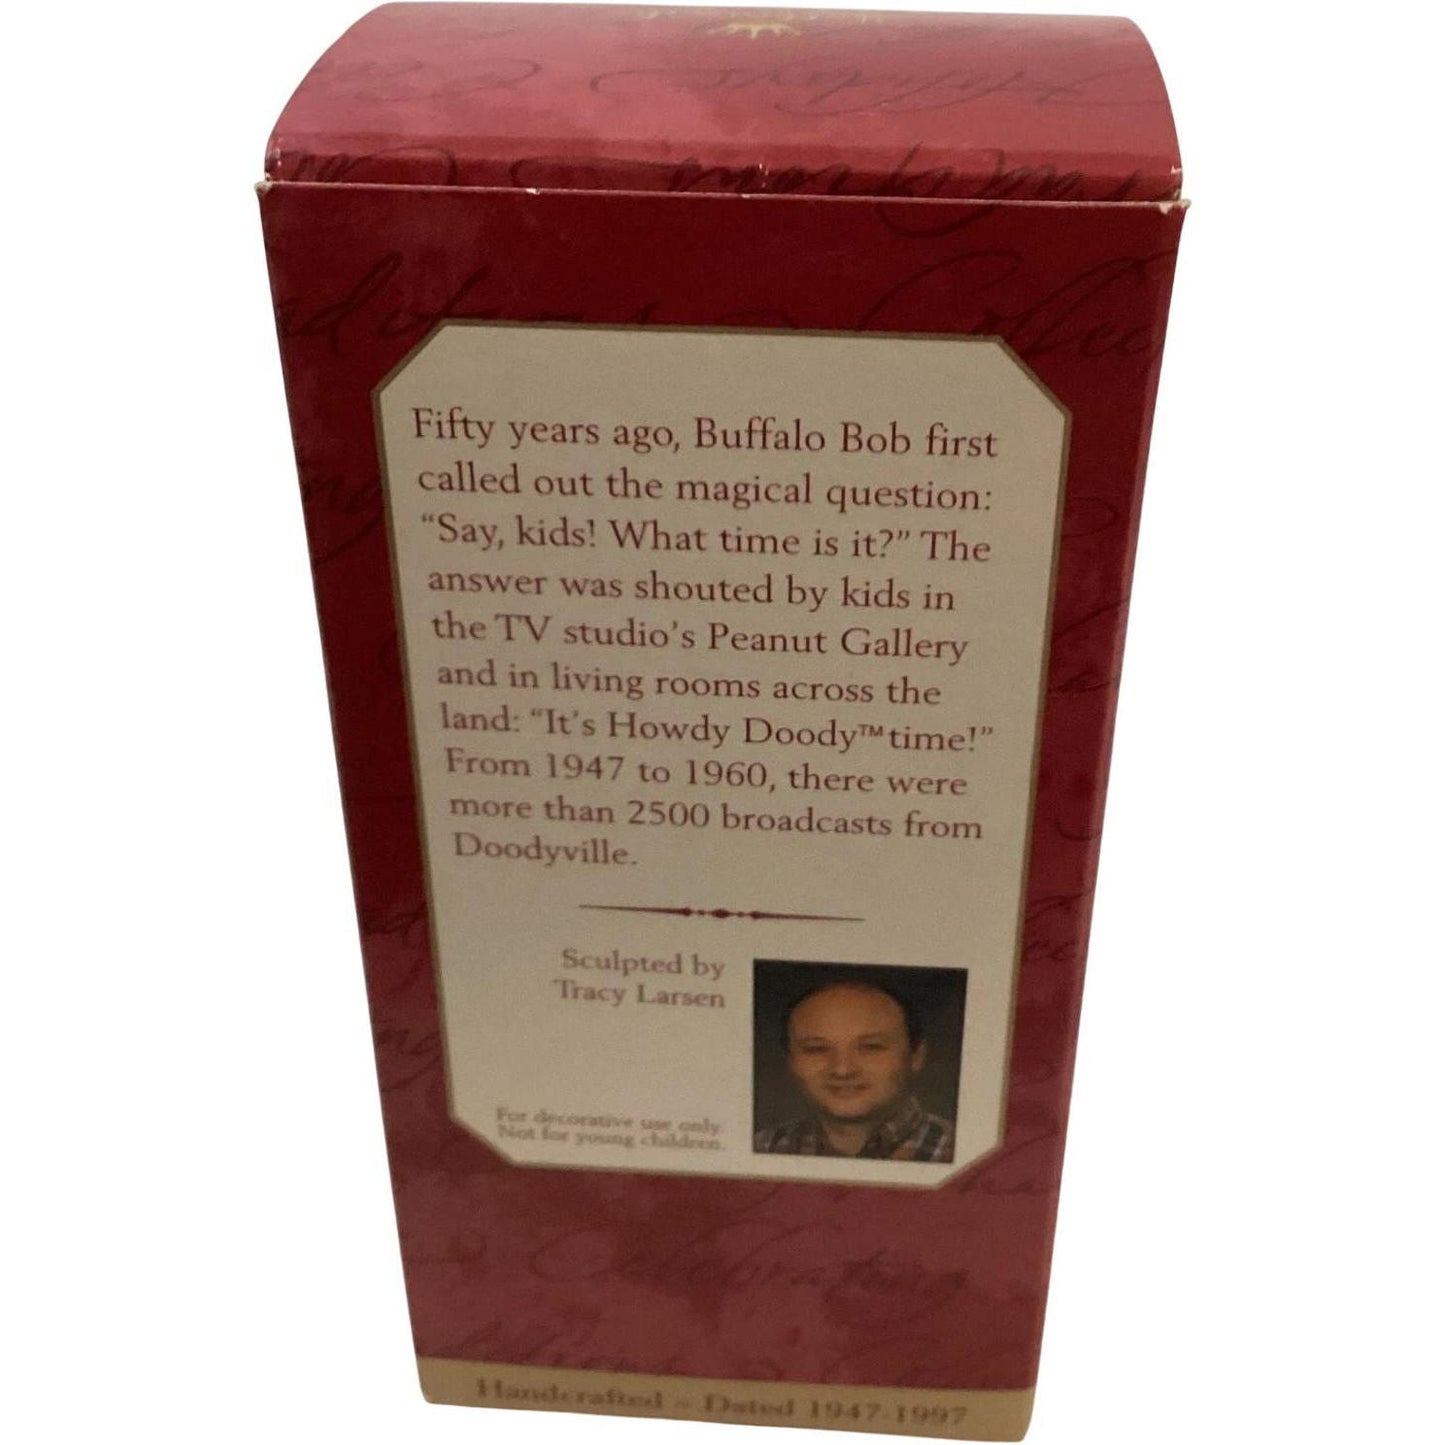 Fifty years ago, Buffalo Bob first
called out the magical question:
“Say, kids! What time is it?” The
answer was shouted by kids in
the TV studio’s Peanut Gallery
and in living rooms across the
land: “It’s Howdy Doody™ time!”
From 1947 to 1960, there were
more than 2500 broadcasts from
Doodyville.
Sculpted by
Tracy Larsen
For decorative use only.
Not for young children.
Celebrating
Handcrafted ~ Dated 1947-1997